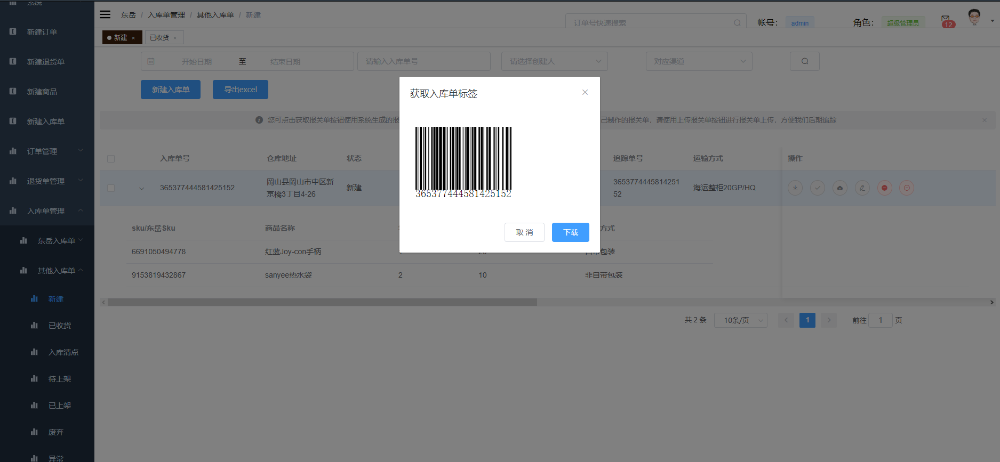 系统
新建订单
新建退货单
新建商品
新建入库单
订单管理
退货单管理
入库单管理
东岳入库单
其他入库单
新建
已收货
入库清点
待上架
已上架
废弃
异常
东岳 / 入库单管理 / 其他入库单 / 新建
订单号快速搜索
帐号： admin
角色： 超级管理员
12
新建 ×
已收货 ×
开始日期 至 结束日期
请输入入库单号
请选择创建人
对应渠道
新建入库单
导出excel
您可点击获取报关单按钮使用系统生成的报
己制作的报关单，请使用上传报关单按钮进行报关单上传，方便我们后期追踪
入库单号 仓库地址 状态 追踪单号 运输方式 操作
365377444581425152
岡山县岡山市中区新
京橋3丁目4-26
新建
3653774445814251
52
海运整柜20GP/HQ
sku/东岳Sku 商品名称 方式
6691050494778 红蓝Joy-con手柄 自带包装
9153819432867 sanyee热水袋 2 10 非自带包装
共 2 条 10条/页 1 前往 1 页
获取入库单标签
365377444581425152
取 消 下载